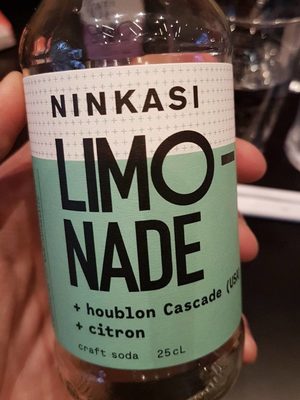 NINKASI
LIMO-
NADE
+ houblon Cascade (USA)
+ citron
craft soda 25cL